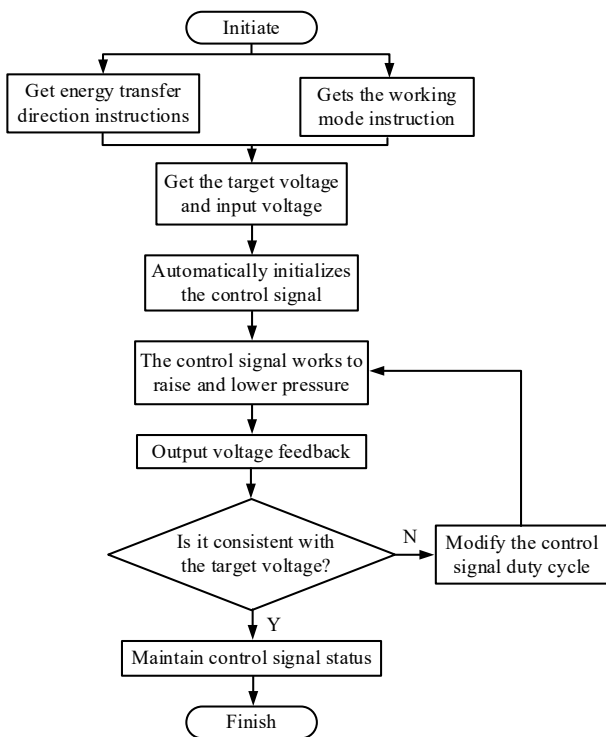 Initiate
Get energy transfer
direction instructions
Gets the working
mode instruction
Get the target voltage
and input voltage
Automatically initializes
the control signal
The control signal works to
raise and lower pressure
Output voltage feedback
Is it consistent with
the target voltage?
N
Modify the control
signal duty cycle
Y
Maintain control signal status
Finish